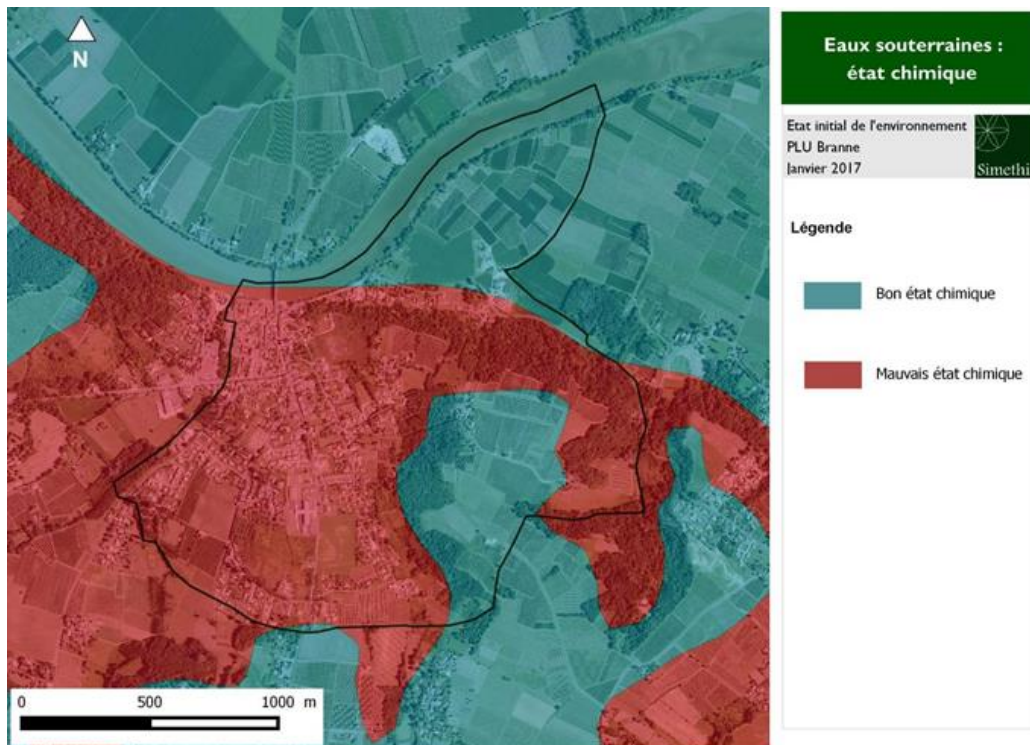 N
Eaux souterraines :
état chimique
Etat initial de l'environnement
PLU Branne
Janvier 2017
Simethi
Légende
Bon état chimique
Mauvais état chimique
0 500 1000 m